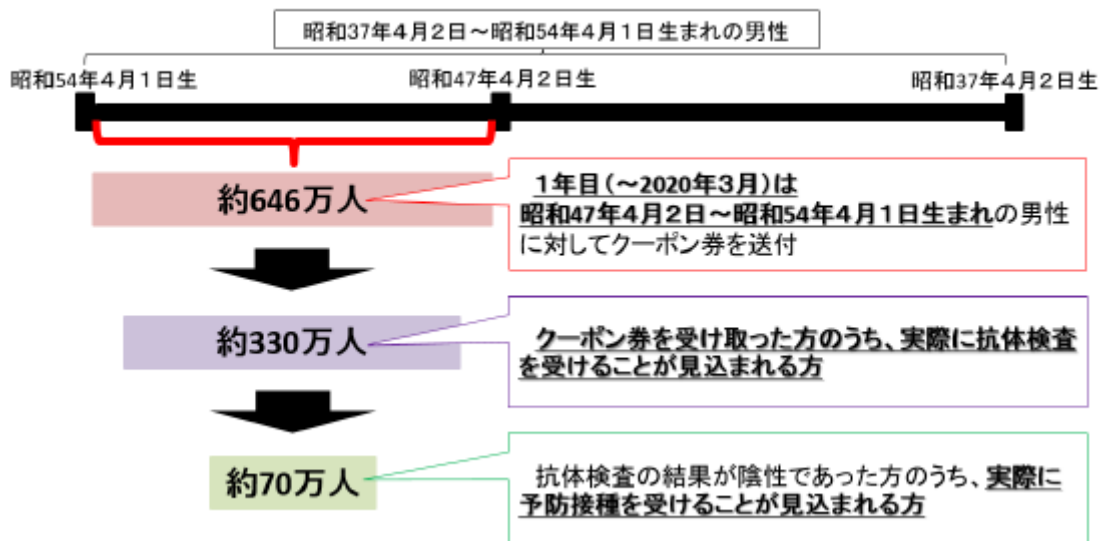 昭和37年4月2日～昭和54年4月1日生まれの男性
昭和54年4月1日生
昭和47年4月2日生
昭和37年4月2日生
約646万人
1年目(～2020年3月)は
昭和47年4月2日～昭和54年4月1日生まれの男性
に対してクーポン券を送付
約330万人
クーポン券を受け取った方のうち、実際に抗体検査
を受けることが見込まれる方
約70万人
抗体検査の結果が陰性であった方のうち、実際に
予防接種を受けることが見込まれる方